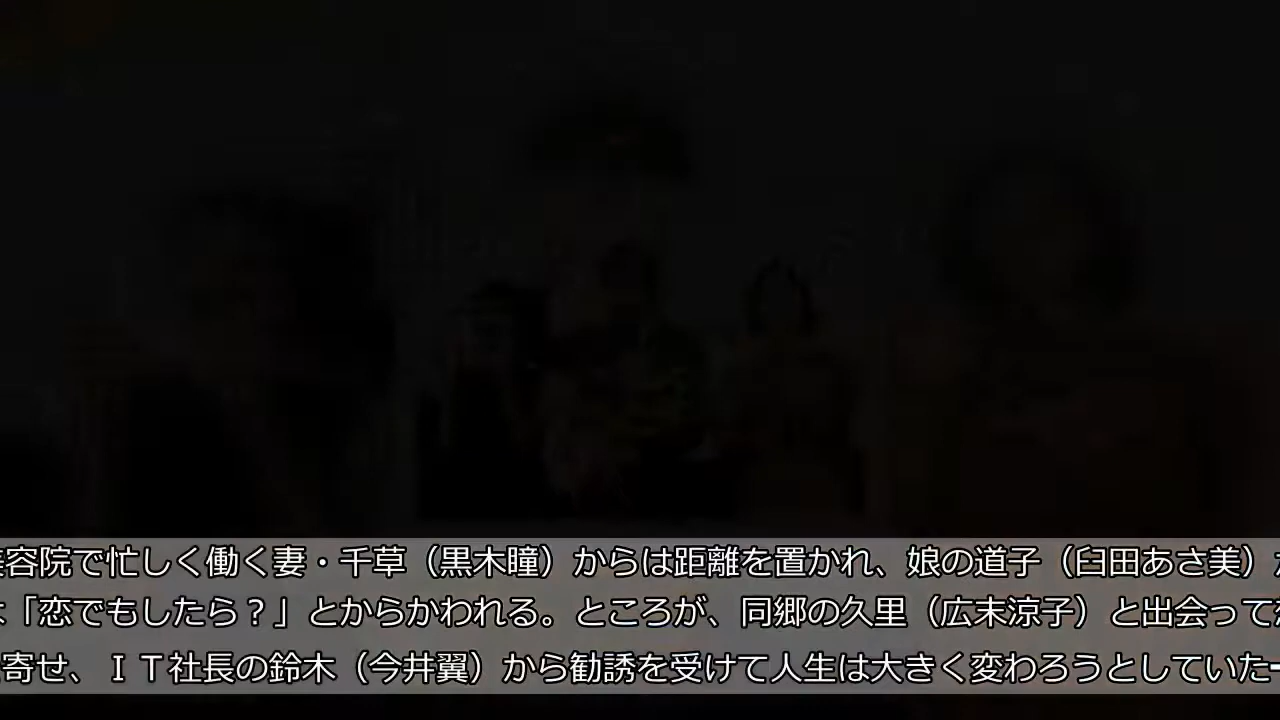 容院で忙しく働く妻・千草（黒木瞳）からは距離を置かれ、娘の道子（臼田あさ美）
「恋でもしたら？」とからかわれる。ところが、同郷の久里（広末涼子）と出会って
寄せ、ＩＴ社長の鈴木（今井翼）から勧誘を受けて人生は大きく変わろうとしていた